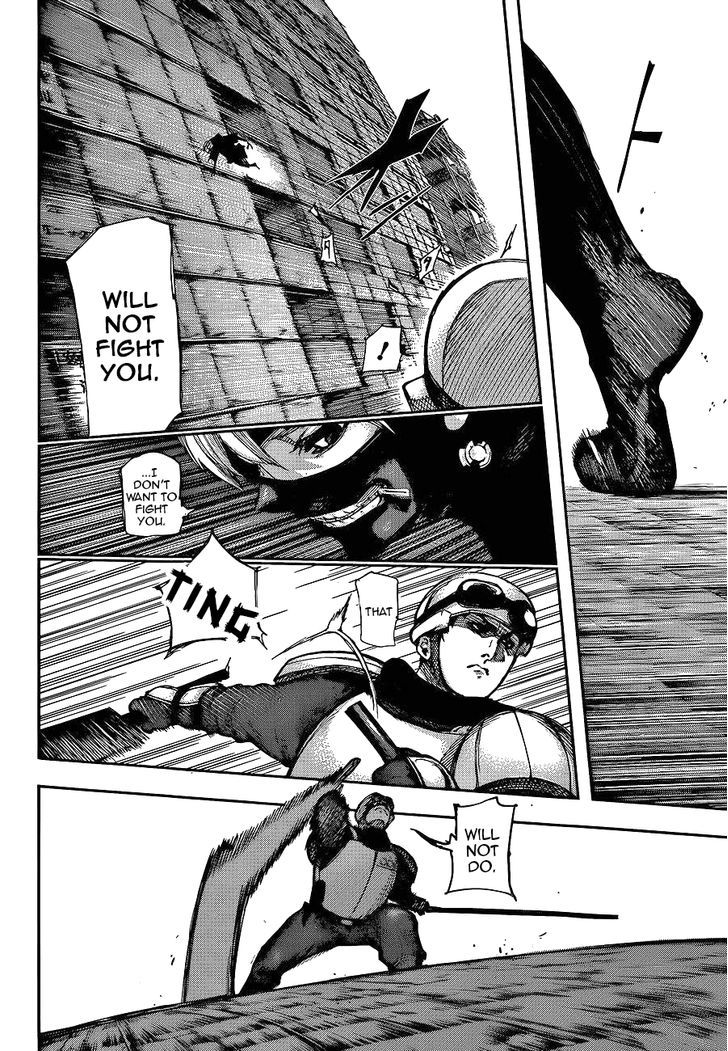 WILL
NOT
FIGHT
YOU.
!
...I
DON'T
WANT TO
FIGHT
YOU.
THAT
TING
WILL
NOT
DO.